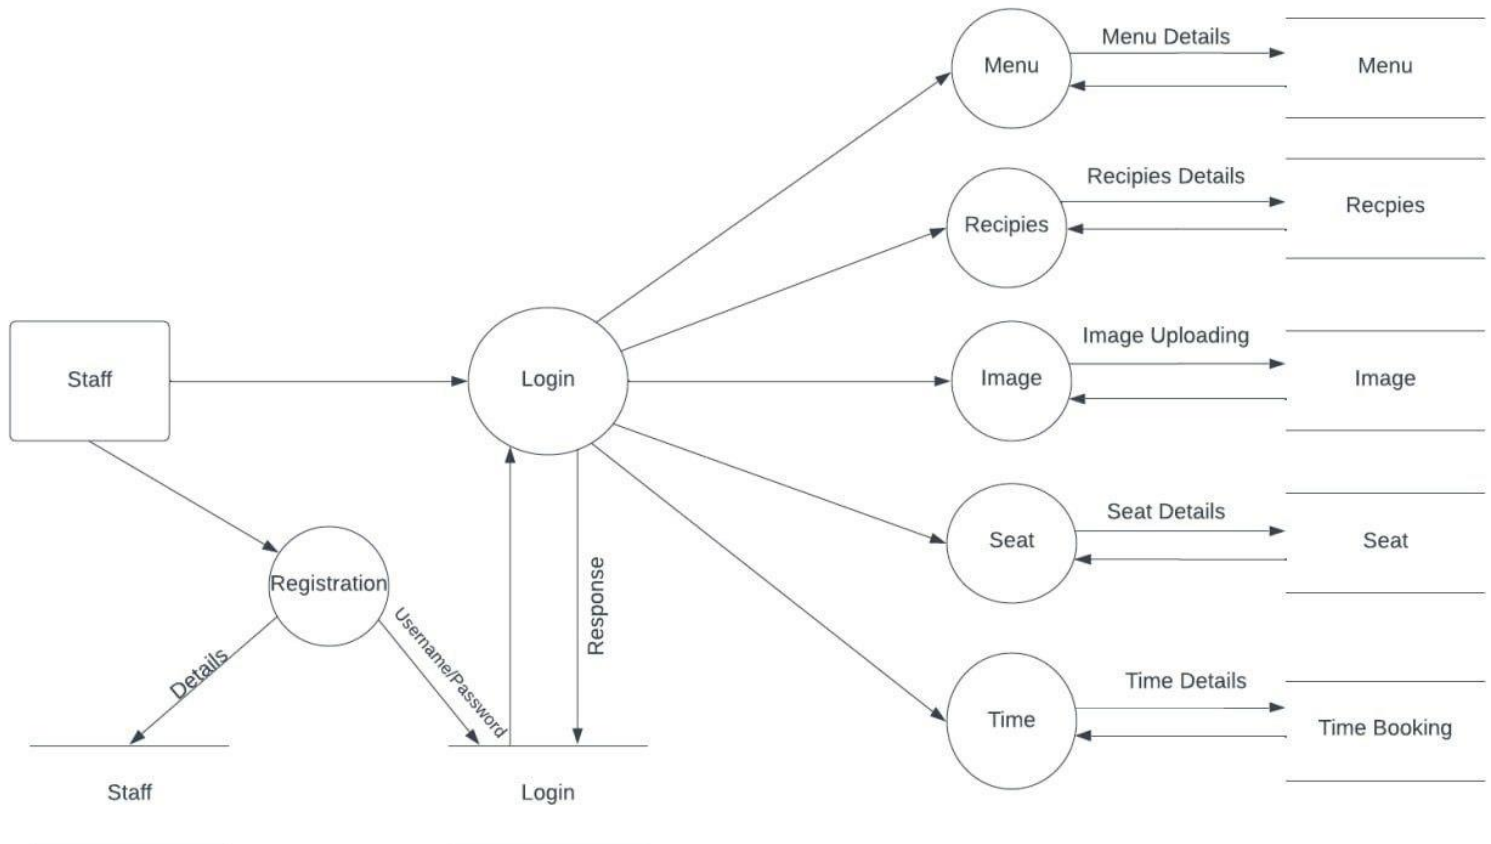 Menu
Menu Details
Menu
Recipies
Recipies Details
Recpies
Staff
Login
Image
Image Uploading
Image
Seat
Seat Details
Seat
Registration
Details
Username/Password
Response
Time
Time Details
Time Booking
Staff
Login